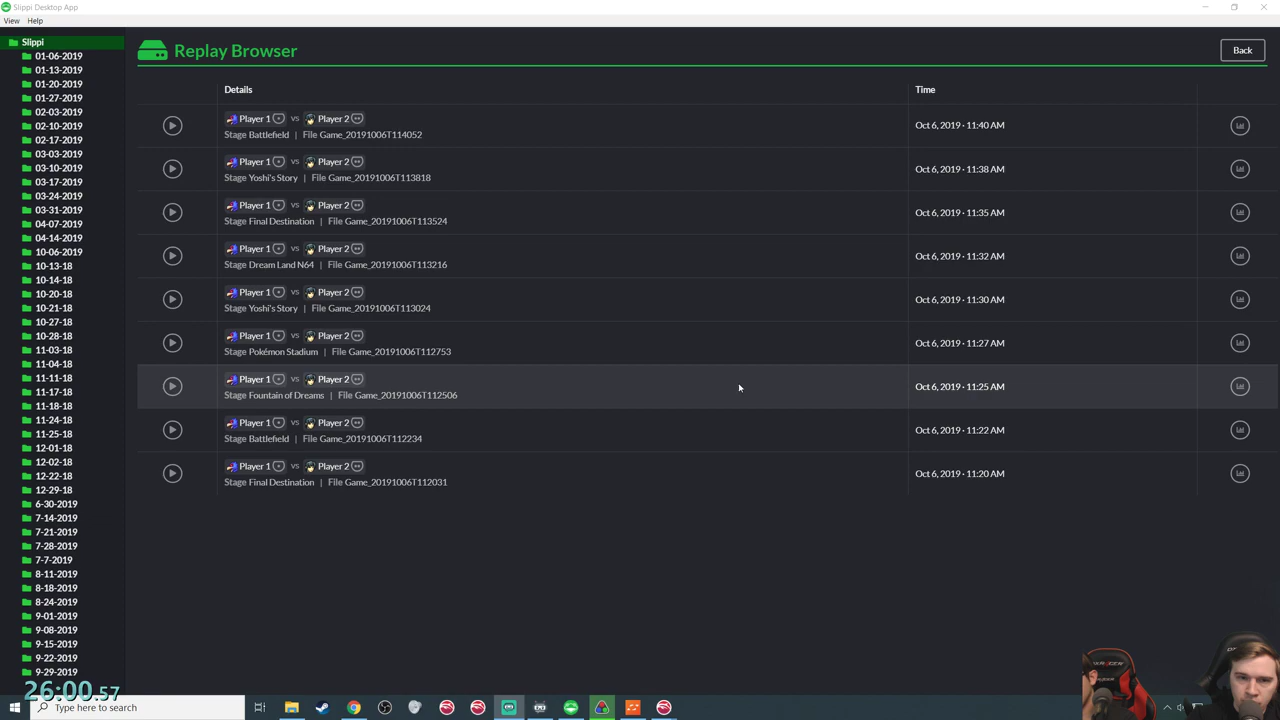 Slippi Desktop App
View Help
Slippi
01-06-2019
01-13-2019
01-20-2019
01-27-2019
02-03-2019
02-10-2019
02-17-2019
03-03-2019
03-10-2019
03-17-2019
03-24-2019
03-31-2019
04-07-2019
04-14-2019
10-06-2019
10-13-18
10-14-18
10-20-18
10-21-18
10-27-18
10-28-18
11-03-18
11-04-18
11-11-18
11-17-18
11-18-18
11-24-18
11-25-18
12-01-18
12-02-18
12-22-18
12-29-18
6-30-2019
7-14-2019
7-21-2019
7-28-2019
7-7-2019
8-11-2019
8-18-2019
8-24-2019
9-01-2019
9-08-2019
9-15-2019
9-22-2019
9-29-2019
Replay Browser
Back
Details Time
Player 1 vs Player 2
Stage Battlefield | File Game_20191006T114052
Oct 6, 2019 · 11:40 AM
Player 1 vs Player 2
Stage Yoshi's Story | File Game_20191006T113818
Oct 6, 2019 · 11:38 AM
Player 1 vs Player 2
Stage Final Destination | File Game_20191006T113524
Oct 6, 2019 · 11:35 AM
Player 1 vs Player 2
Stage Dream Land N64 | File Game_20191006T113216
Oct 6, 2019 · 11:32 AM
Player 1 vs Player 2
Stage Yoshi's Story | File Game_20191006T113024
Oct 6, 2019 · 11:30 AM
Player 1 vs Player 2
Stage Pokémon Stadium | File Game_20191006T112753
Oct 6, 2019 · 11:27 AM
Player 1 vs Player 2
Stage Fountain of Dreams | File Game_20191006T112506
Oct 6, 2019 · 11:25 AM
Player 1 vs Player 2
Stage Battlefield | File Game_20191006T112234
Oct 6, 2019 · 11:22 AM
Player 1 vs Player 2
Stage Final Destination | File Game_20191006T112031
Oct 6, 2019 · 11:20 AM
26:00.57
Type here to search